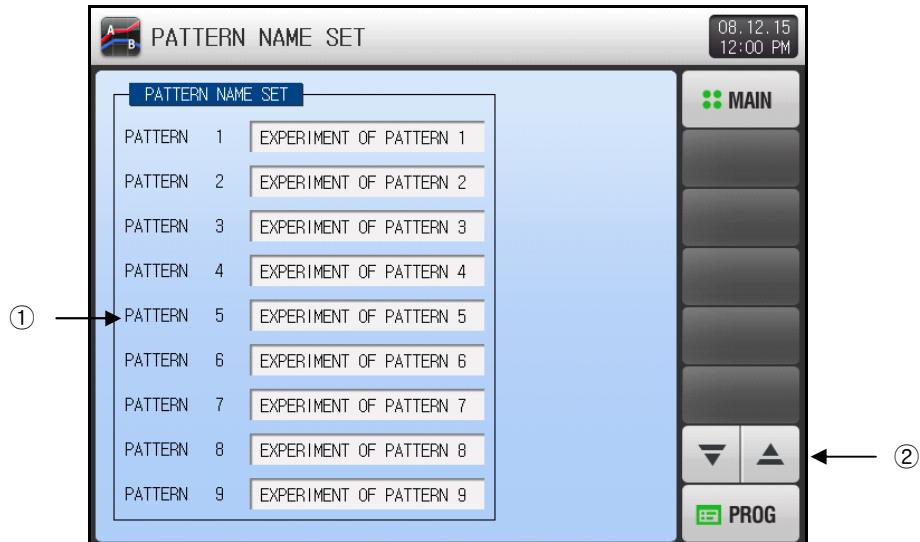 A B PATTERN NAME SET 08.12.15
12:00 PM
PATTERN NAME SET
MAIN
PATTERN 1 EXPERIMENT OF PATTERN 1
PATTERN 2 EXPERIMENT OF PATTERN 2
PATTERN 3 EXPERIMENT OF PATTERN 3
PATTERN 4 EXPERIMENT OF PATTERN 4
① PATTERN 5 EXPERIMENT OF PATTERN 5
PATTERN 6 EXPERIMENT OF PATTERN 6
PATTERN 7 EXPERIMENT OF PATTERN 7
PATTERN 8 EXPERIMENT OF PATTERN 8
②
PATTERN 9 EXPERIMENT OF PATTERN 9
PROG